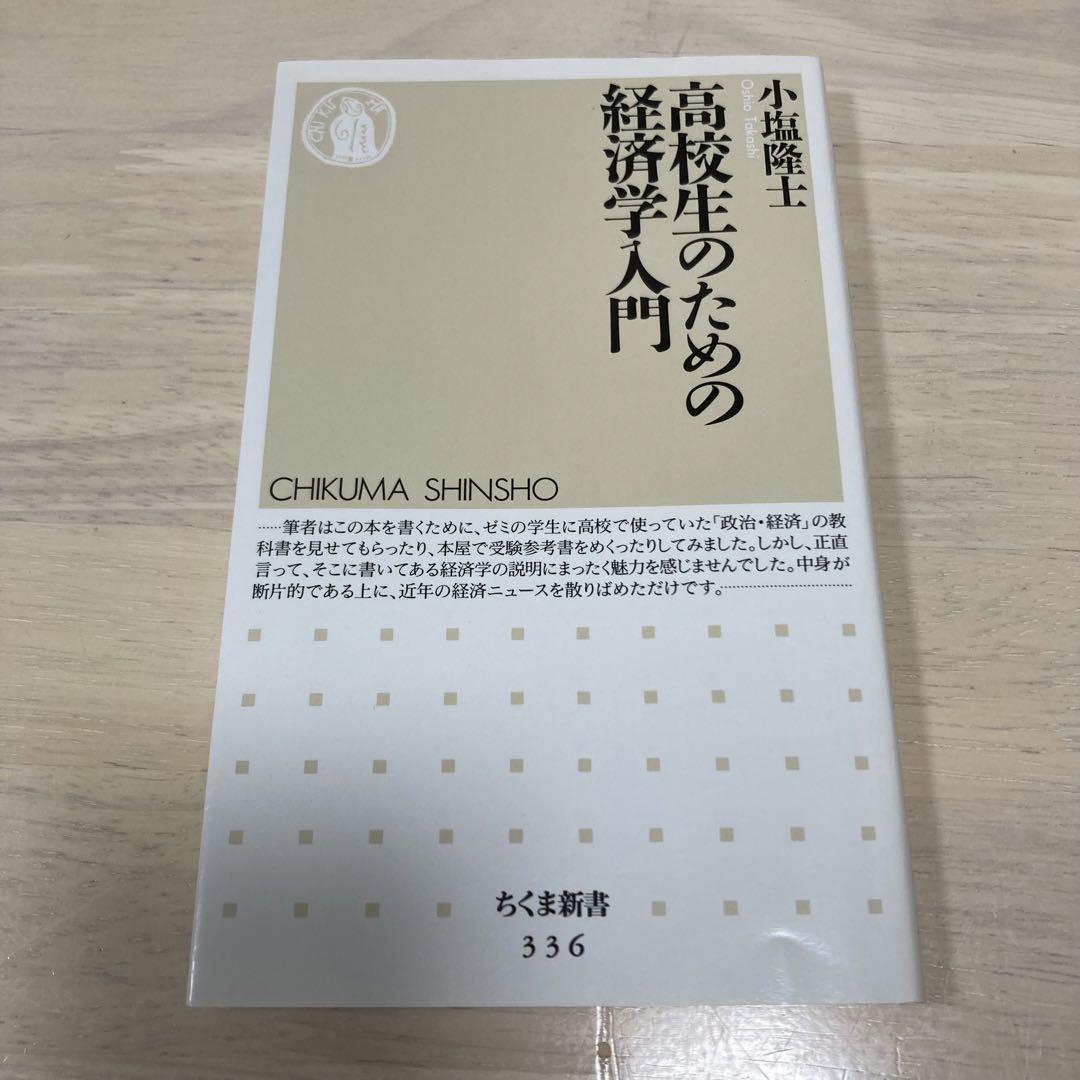 小塩隆士
Oshio Takashi
高校生のための
経済学入門
CHIKUMA
CHIKUMA SHINSHO
……筆者はこの本を書くために、ゼミの学生に高校で使っていた「政治・経済」の教
科書を見せてもらったり、本屋で受験参考書をめくったりしてみました。しかし、正直
言って、そこに書いてある経済学の説明にまったく魅力を感じませんでした。中身が
断片的である上に、近年の経済ニュースを散りばめただけです。……………
ちくま新書
336